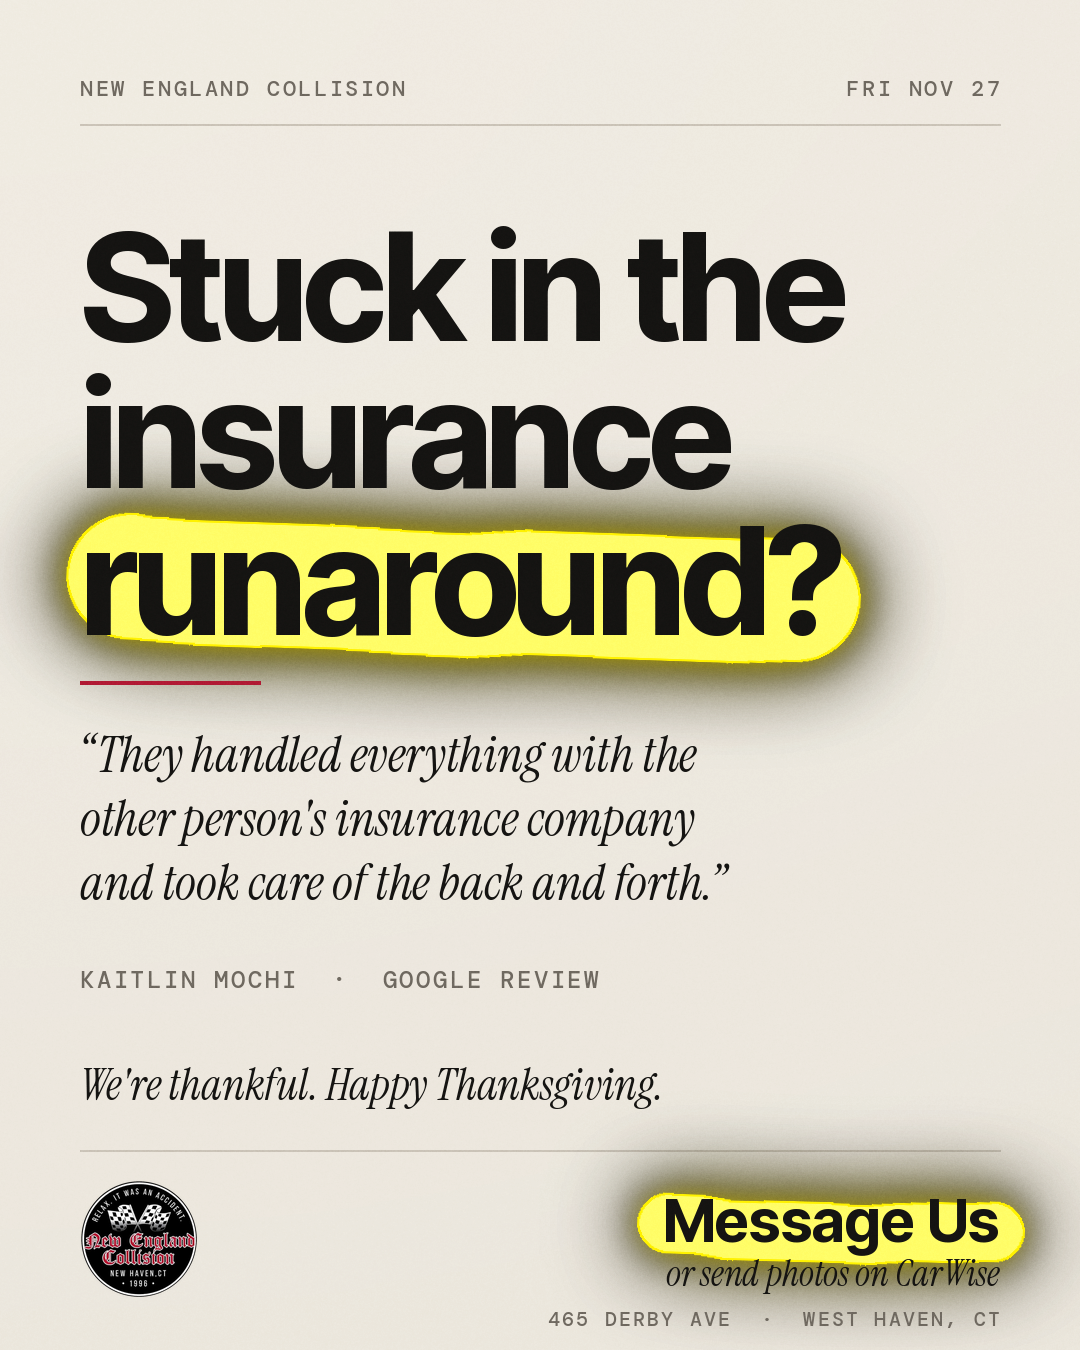 NEW ENGLAND COLLISION
FRI NOV 27
Stuck in the
insurance
runaround?
“They handled everything with the
other person's insurance company
and took care of the back and forth.”
KAITLIN MOCHI · GOOGLE REVIEW
We're thankful. Happy Thanksgiving.
RELAX, IT WAS AN ACCIDENT.
New England
Collision
NEW HAVEN,CT
• 1996 •
Message Us
or send photos on CarWise
465 DERBY AVE · WEST HAVEN, CT